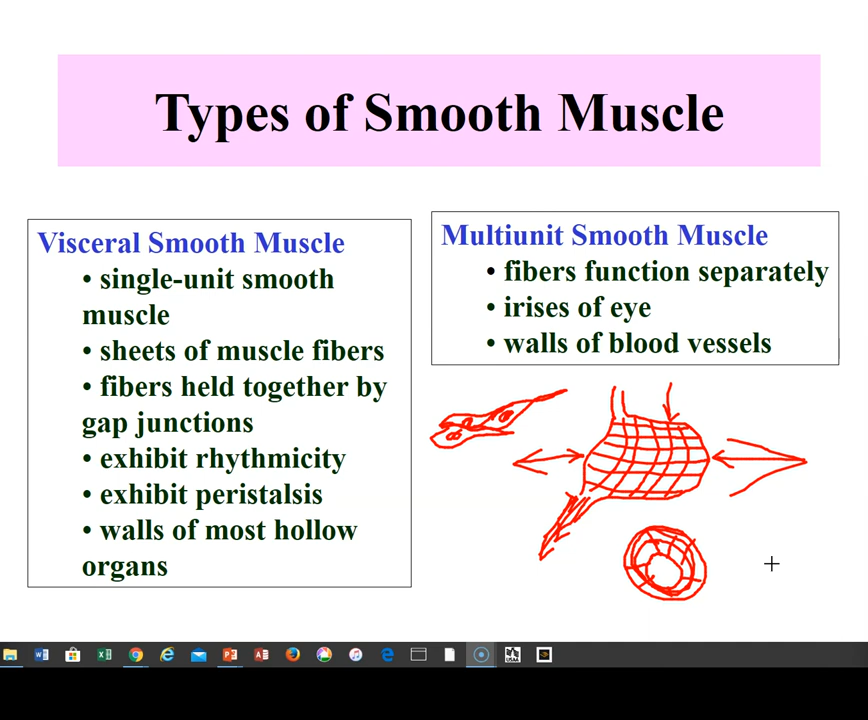 Types of Smooth Muscle
Visceral Smooth Muscle
• single-unit smooth
muscle
• sheets of muscle fibers
• fibers held together by
gap junctions
• exhibit rhythmicity
• exhibit peristalsis
• walls of most hollow
organs
Multiunit Smooth Muscle
• fibers function separately
• irises of eye
• walls of blood vessels